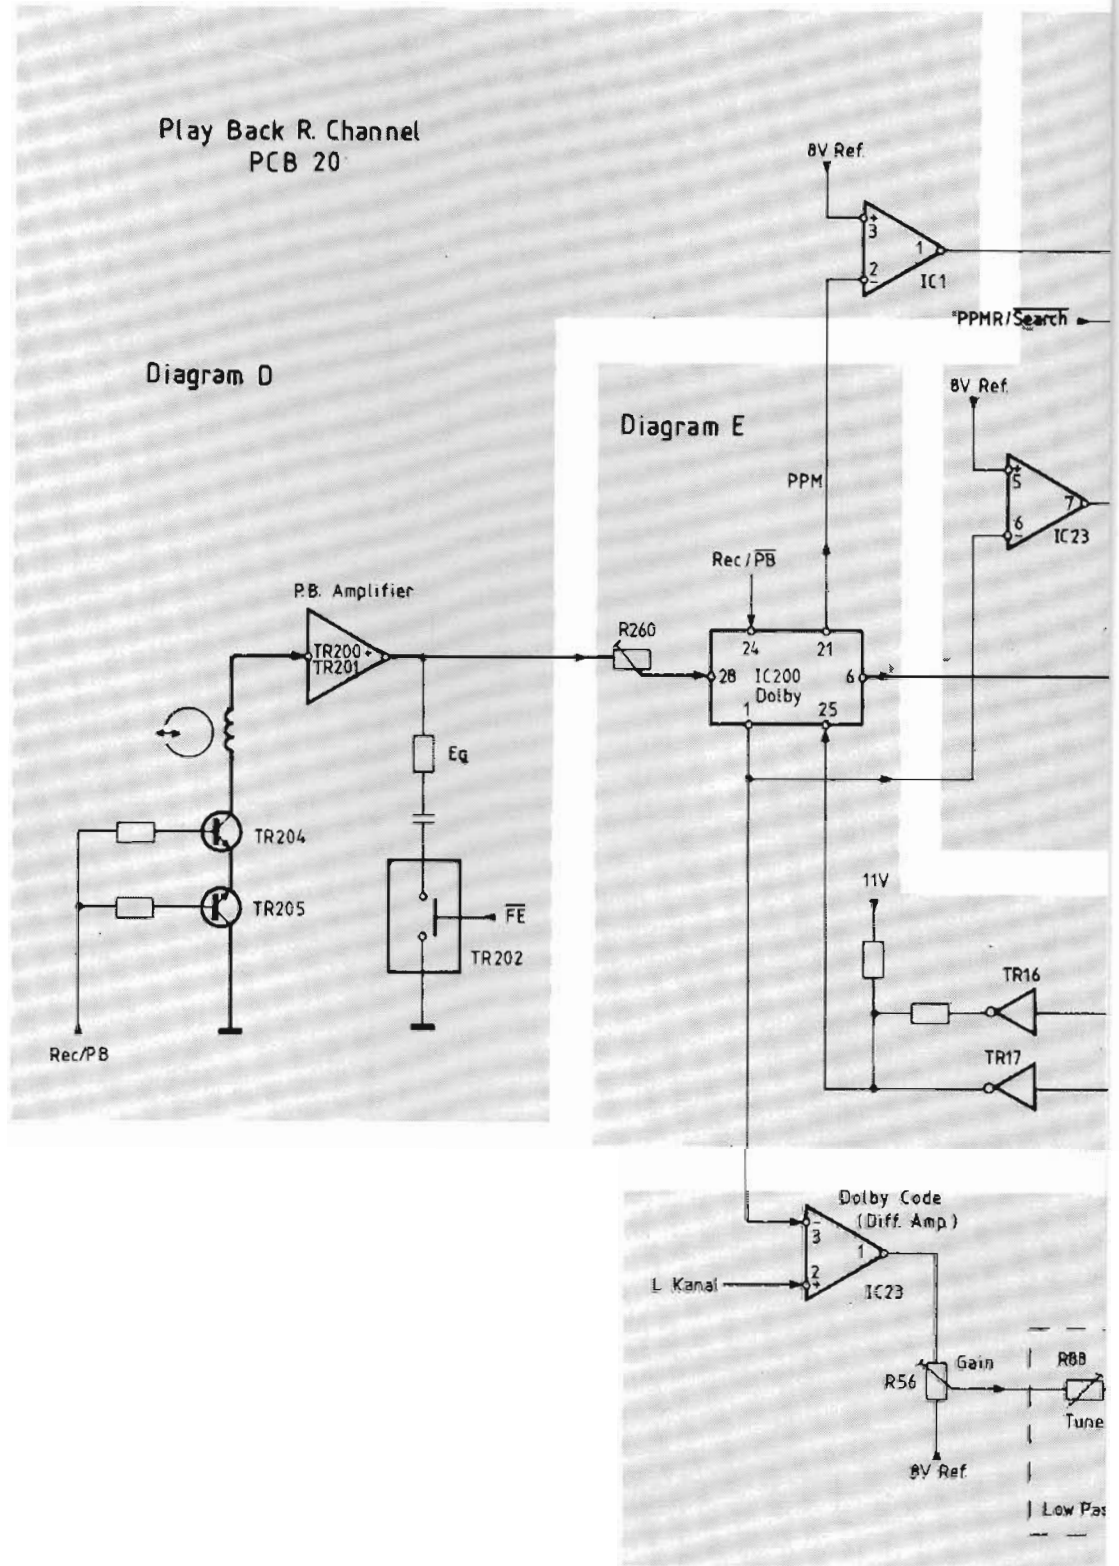 Play Back R. Channel
PCB 20
8V Ref.
+
3
1
2
-
IC1
PPMR/Search
Diagram D
8V Ref.
Diagram E
PPM
+
5
7
6
-
IC23
Rec/PB
P.B. Amplifier
R260
TR200 +
TR201
24
21
28
IC200
6
Dolby
1
25
Eq
TR204
11V
TR205
FE
TR202
TR16
Rec/PB
TR17
Dolby Code
(Diff. Amp.)
-
3
1
2
+
L Kanal
IC23
Gain
R88
R56
Tune
8V Ref.
Low Pas